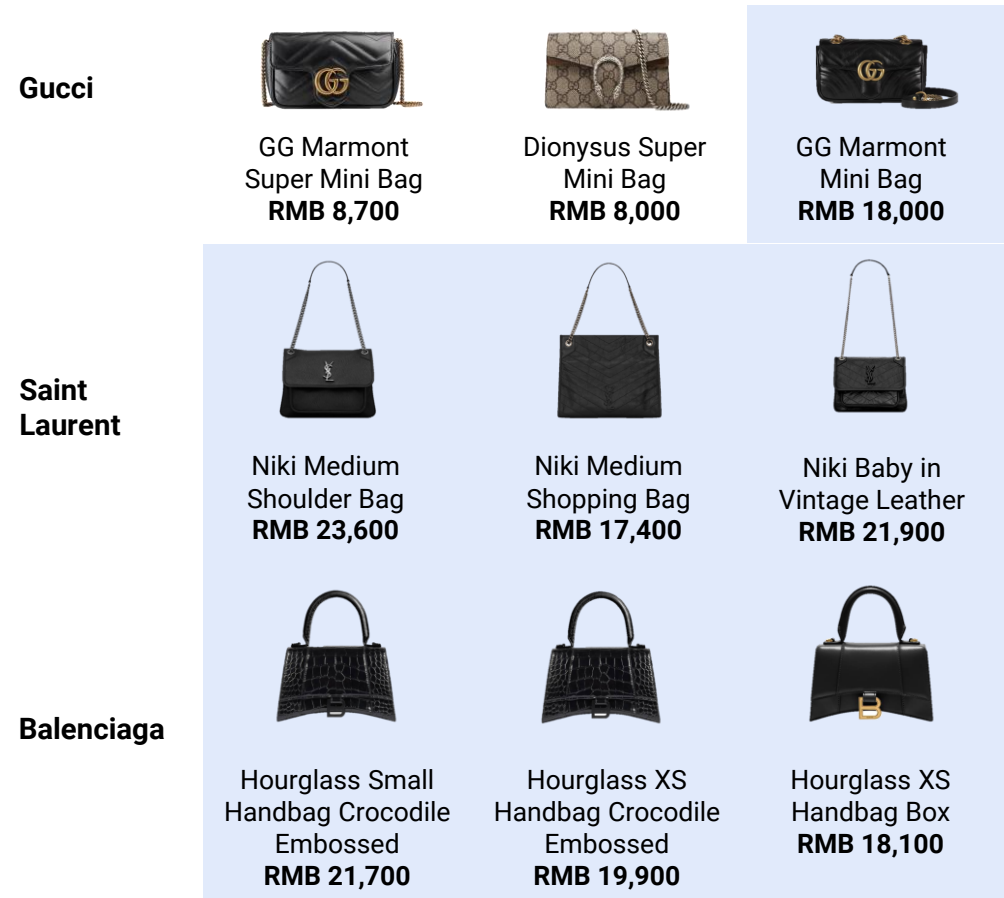 Gucci
GG Marmont
Super Mini Bag
RMB 8,700
Dionysus Super
Mini Bag
RMB 8,000
GG Marmont
Mini Bag
RMB 18,000
Saint
Laurent
Niki Medium
Shoulder Bag
RMB 23,600
Niki Medium
Shopping Bag
RMB 17,400
Niki Baby in
Vintage Leather
RMB 21,900
Balenciaga
Hourglass Small
Handbag Crocodile
Embossed
RMB 21,700
Hourglass XS
Handbag Crocodile
Embossed
RMB 19,900
Hourglass XS
Handbag Box
RMB 18,100